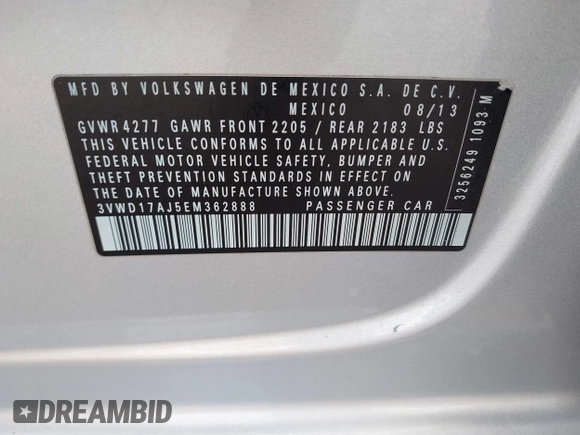 MFD BY VOLKSWAGEN DE MEXICO S.A. DE C.V.
MEXICO 08/13
GVWR 4277 GAWR FRONT 2205 / REAR 2183 LBS
THIS VEHICLE CONFORMS TO ALL APPLICABLE U.S.
FEDERAL MOTOR VEHICLE SAFETY, BUMPER AND
THEFT PREVENTION STANDARDS IN EFFECT ON
THE DATE OF MANUFACTURE SHOWN ABOVE.
3VWD17AJ5EM362888 PASSENGER CAR
3256249 1093 M
DREAMBID